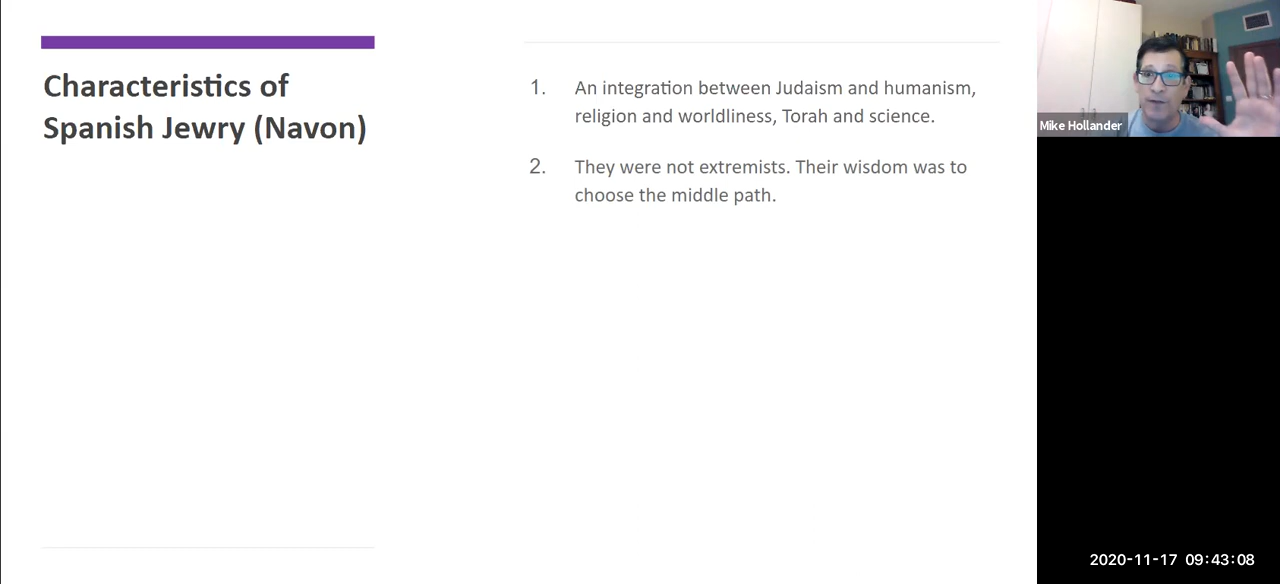 Characteristics of
Spanish Jewry (Navon)
1. An integration between Judaism and humanism,
religion and worldliness, Torah and science.
2. They were not extremists. Their wisdom was to
choose the middle path.
Mike Hollander
2020-11-17 09:43:08